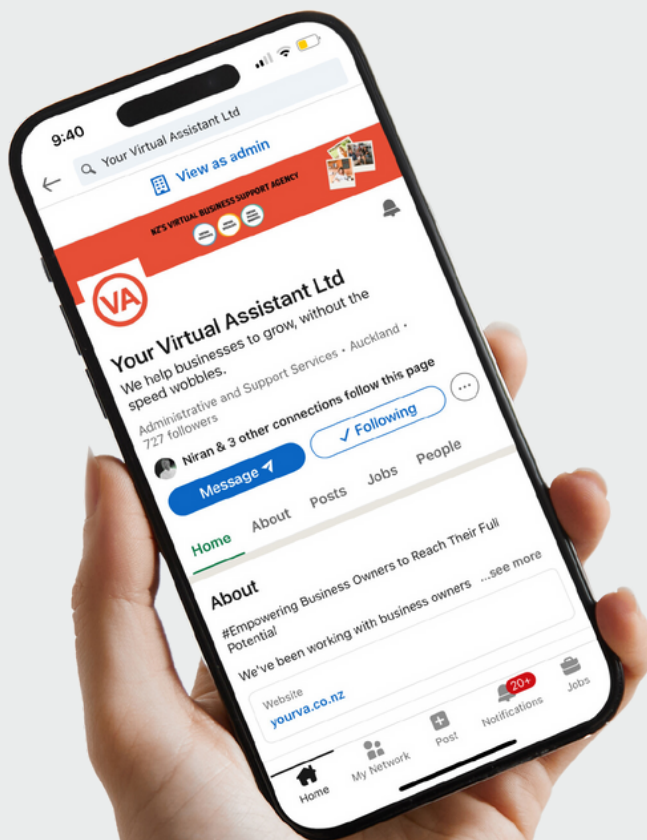 9:40
Your Virtual Assistant Ltd
View as admin
NZ'S VIRTUAL BUSINESS SUPPORT AGENCY
VA
Your Virtual Assistant Ltd
We help businesses to grow, without the
speed wobbles.
Administrative and Support Services • Auckland •
727 followers
Niran & 3 other connections follow this page
Message
✓ Following
Home
About
Posts
Jobs
People
About
#Empowering Business Owners to Reach Their Full
Potential
We've been working with business owners ...see more
Website
yourva.co.nz
Home
My Network
Post
20+
Notifications
Jobs